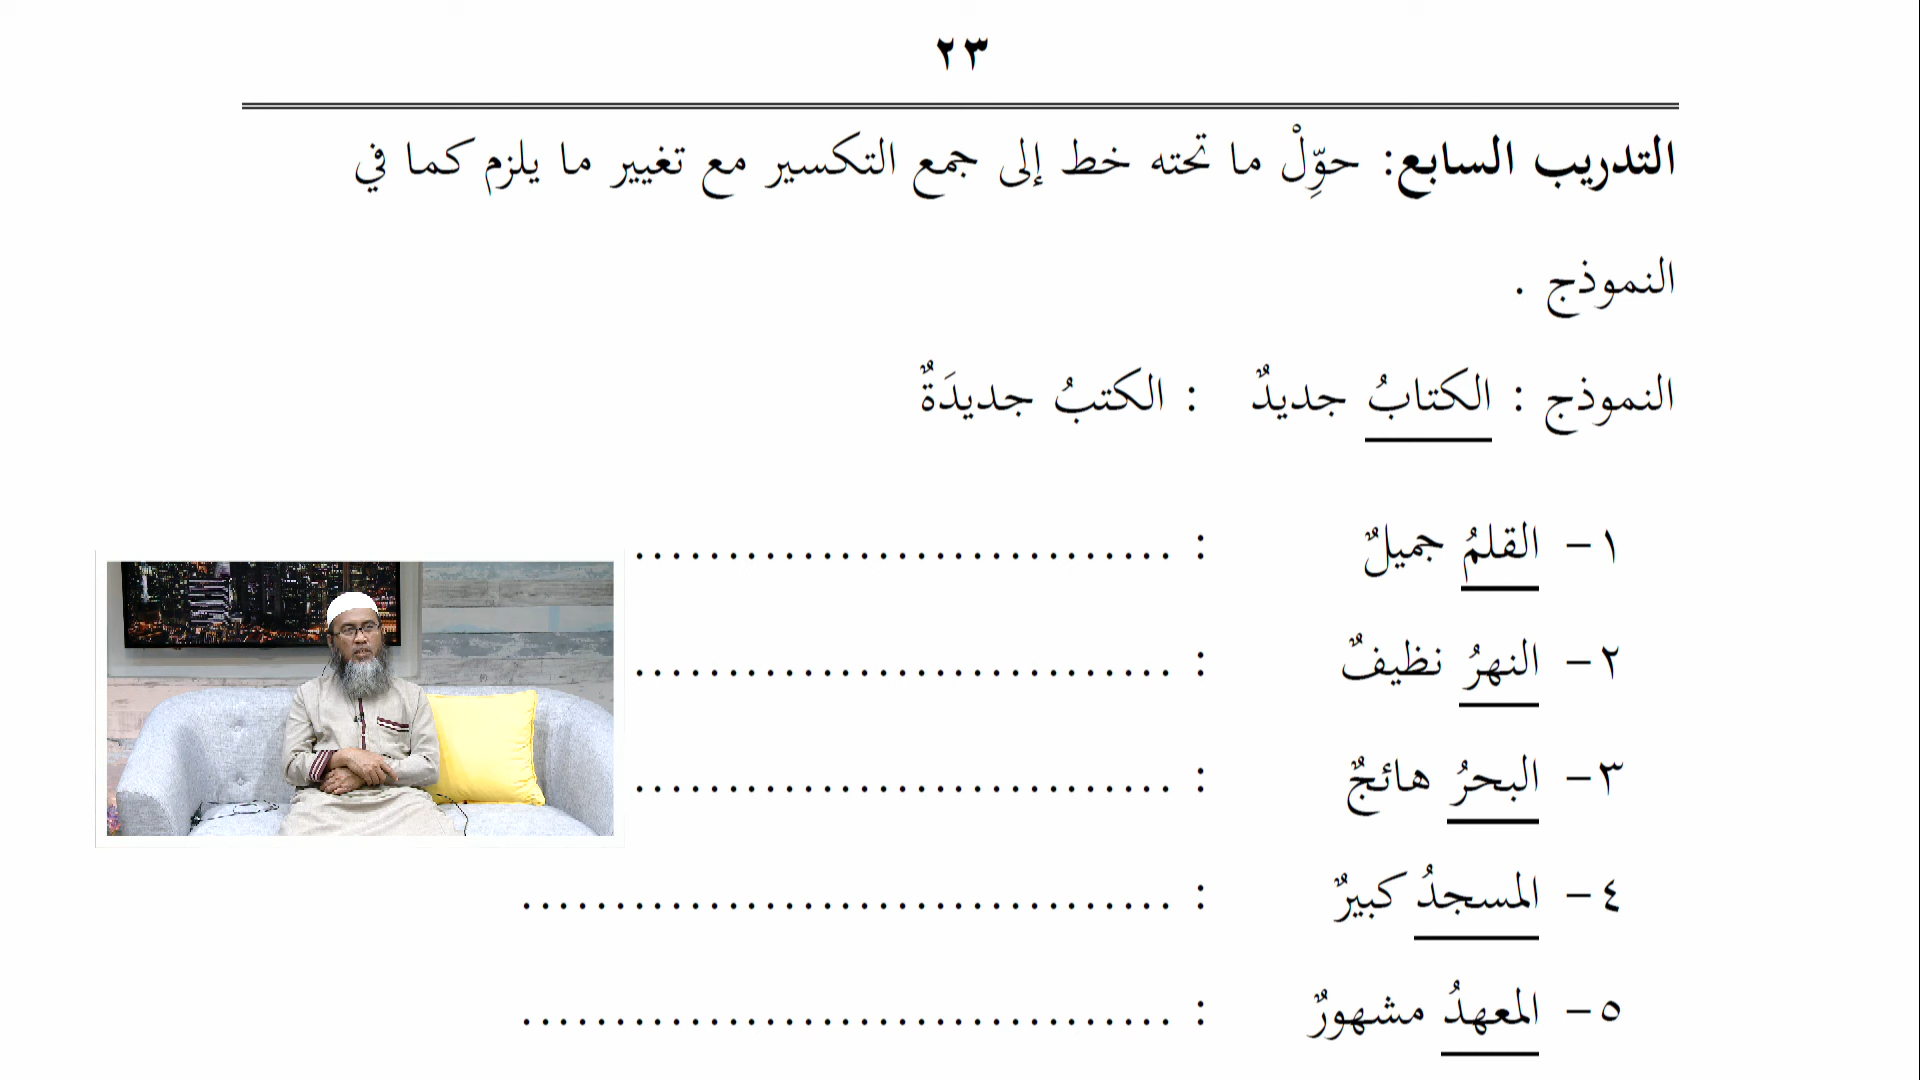 ٢٣
التدريب السابع: حوِّلْ ما تحته خط إلى جمع التكسير مع تغيير ما يلزم كما في
النموذج .
النموذج : الكتابُ جديدٌ : الكتبُ جديدَةٌ
١- القلمُ جميلٌ : ..............................
٢- النهرُ نظيفٌ : ..............................
٣- البحرُ هائجٌ : ..............................
٤- المسجدُ كبيرٌ : ....................................
٥- المعهدُ مشهورٌ : ....................................